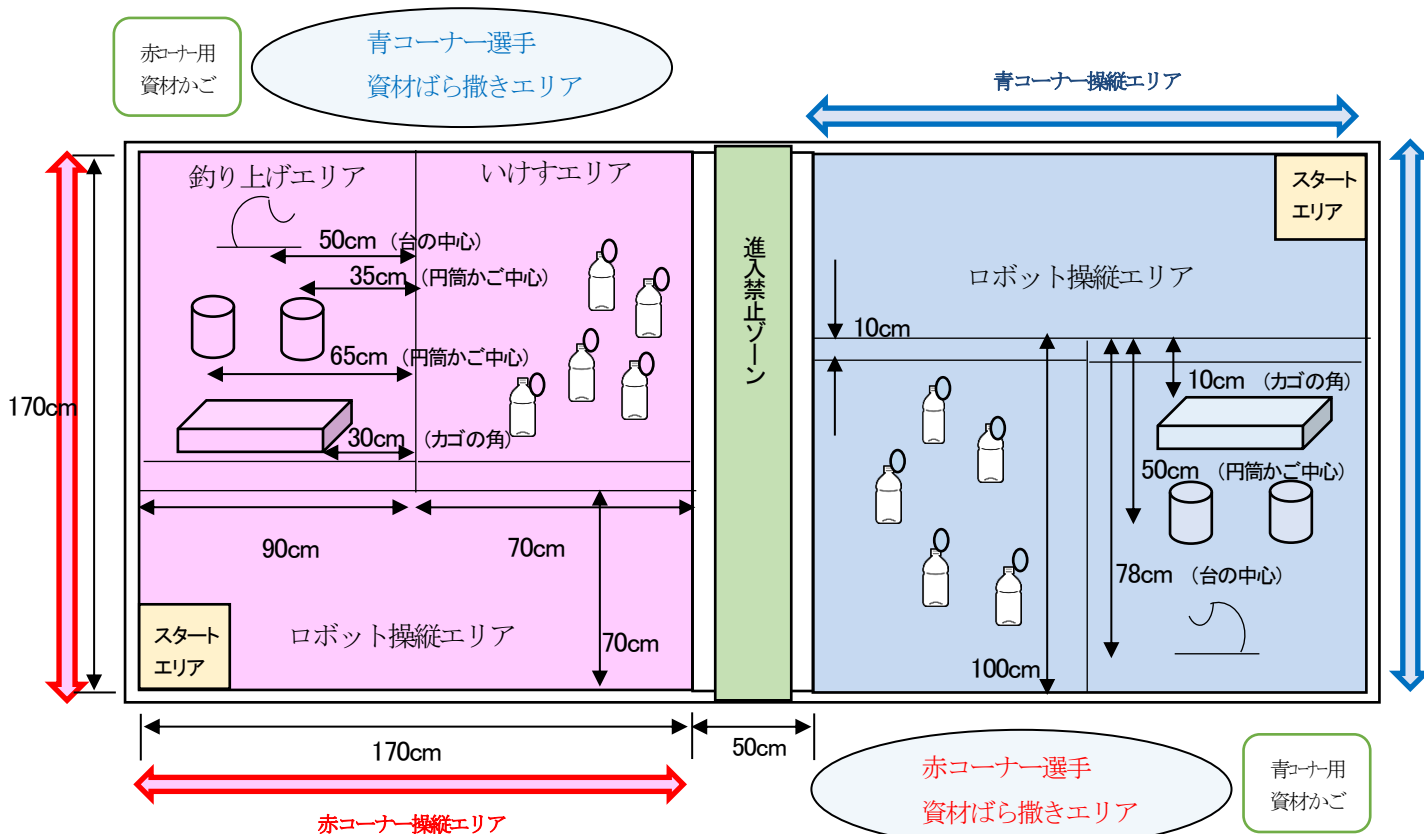 赤コーナー用
資材かご
青コーナー選手
資材ばら撒きエリア
青コーナー操縦エリア
釣り上げエリア
いけすエリア
スタート
エリア
50cm (台の中心)
35cm (円筒かご中心)
進入禁止ゾーン
ロボット操縦エリア
10cm
65cm (円筒かご中心)
10cm (カゴの角)
170cm
30cm (カゴの角)
50cm (円筒かご中心)
90cm
70cm
78cm (台の中心)
スタート
エリア
ロボット操縦エリア
70cm
100cm
170cm
50cm
赤コーナー選手
資材ばら撒きエリア
青コーナー用
資材かご
赤コーナー操縦エリア